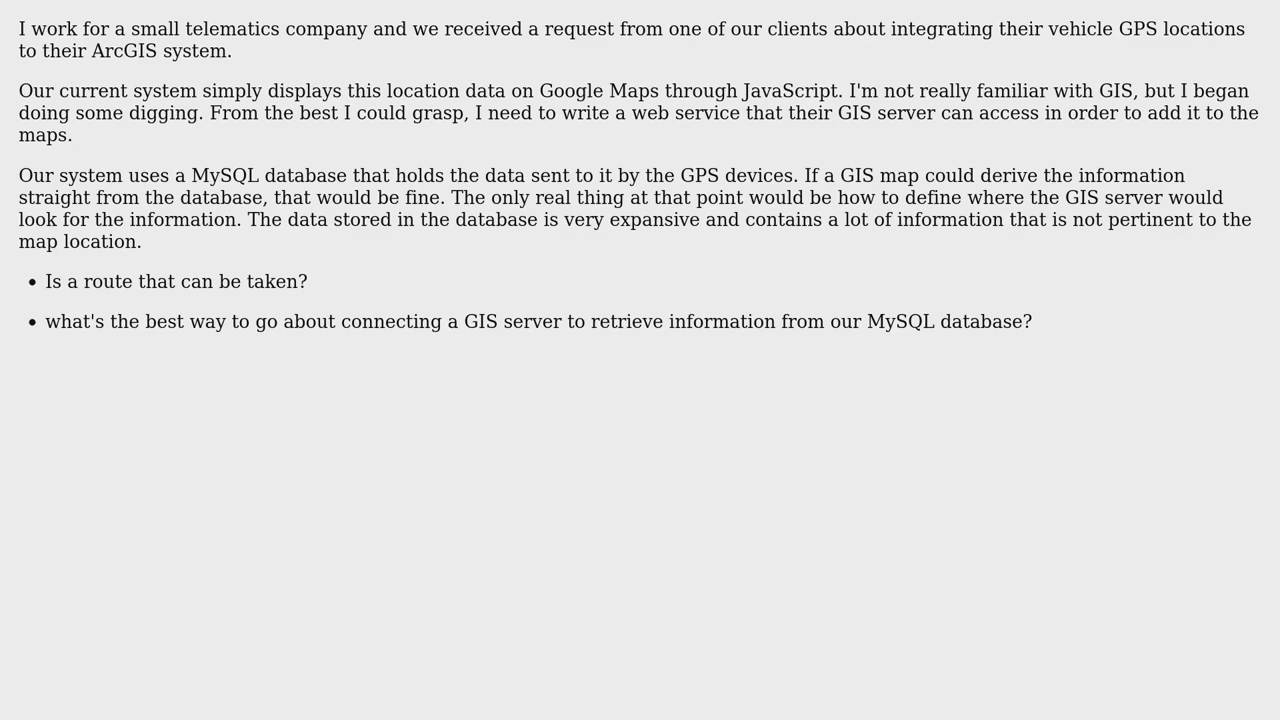 I work for a small telematics company and we received a request from one of our clients about integrating their vehicle GPS locations
to their ArcGIS system.
Our current system simply displays this location data on Google Maps through JavaScript. I'm not really familiar with GIS, but I began
doing some digging. From the best I could grasp, I need to write a web service that their GIS server can access in order to add it to the
maps.
Our system uses a MySQL database that holds the data sent to it by the GPS devices. If a GIS map could derive the information
straight from the database, that would be fine. The only real thing at that point would be how to define where the GIS server would
look for the information. The data stored in the database is very expansive and contains a lot of information that is not pertinent to the
map location.
• Is a route that can be taken?
• what's the best way to go about connecting a GIS server to retrieve information from our MySQL database?